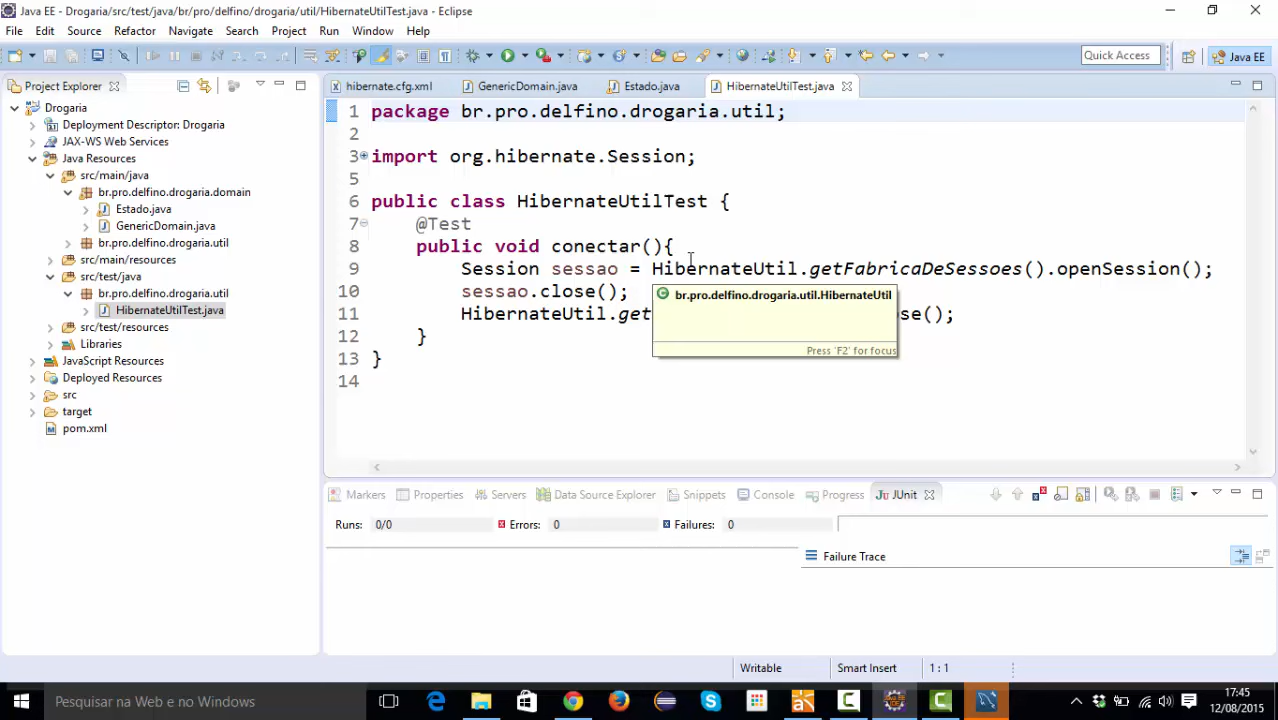 Java EE - Drogaria/src/test/java/br/pro/delfino/drogaria/util/HibernateUtilTest.java - Eclipse
File Edit Source Refactor Navigate Search Project Run Window Help
Quick Access Java EE
Project Explorer
Drogaria
Deployment Descriptor: Drogaria
JAX-WS Web Services
Java Resources
src/main/java
br.pro.delfino.drogaria.domain
Estado.java
GenericDomain.java
br.pro.delfino.drogaria.util
src/main/resources
src/test/java
br.pro.delfino.drogaria.util
HibernateUtilTest.java
src/test/resources
Libraries
JavaScript Resources
Deployed Resources
src
target
pom.xml
hibernate.cfg.xml GenericDomain.java Estado.java HibernateUtilTest.java
1 package br.pro.delfino.drogaria.util;
2
3 import org.hibernate.Session;
5
6 public class HibernateUtilTest {
7 @Test
8 public void conectar(){
9 Session sessao = HibernateUtil.getFabricaDeSessoes().openSession();
10 sessao.close();
11 HibernateUtil.get se();
12 }
13 }
14
br.pro.delfino.drogaria.util.HibernateUtil
Press 'F2' for focus
Markers Properties Servers Data Source Explorer Snippets Console Progress JUnit
Runs: 0/0 Errors: 0 Failures: 0
Failure Trace
Writable Smart Insert 1 : 1
Pesquisar na Web e no Windows
17:45
12/08/2015